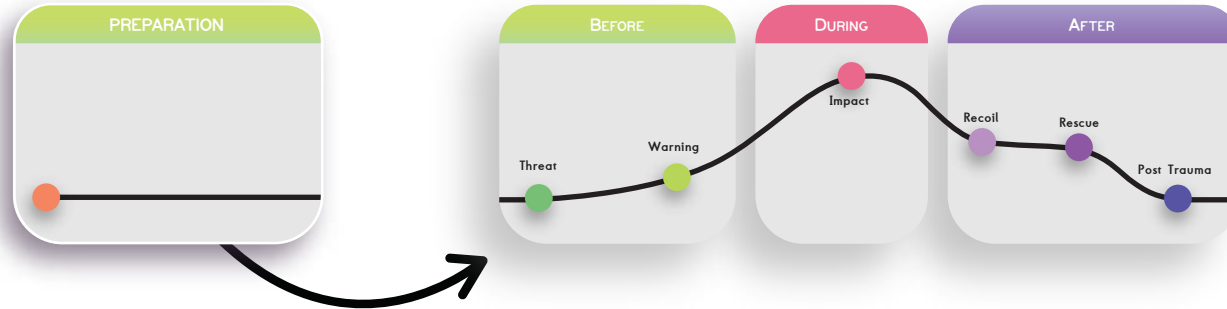 PREPARATION
BEFORE
DURING
AFTER
Threat
Warning
Impact
Recoil
Rescue
Post Trauma